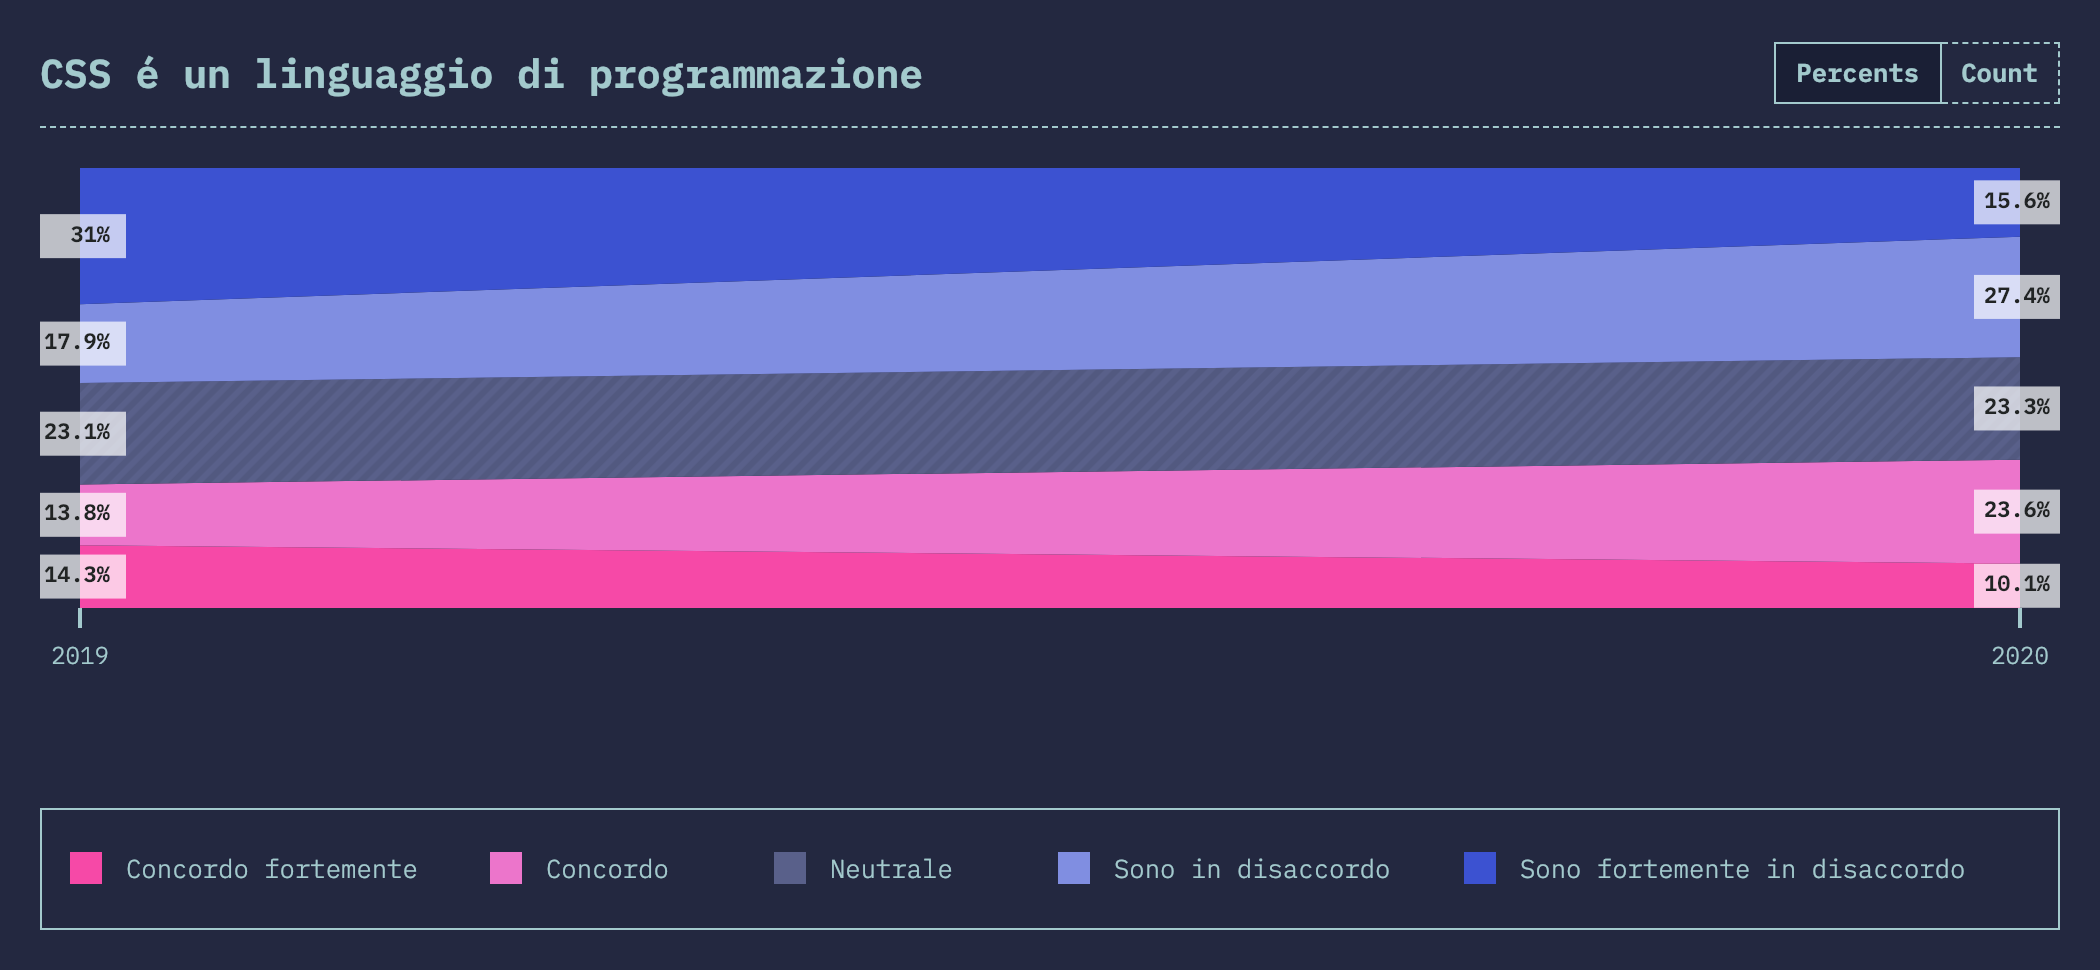 CSS é un linguaggio di programmazione
Percents
Count
31%
17.9%
23.1%
13.8%
14.3%
15.6%
27.4%
23.3%
23.6%
10.1%
2019
2020
Concordo fortemente
Concordo
Neutrale
Sono in disaccordo
Sono fortemente in disaccordo